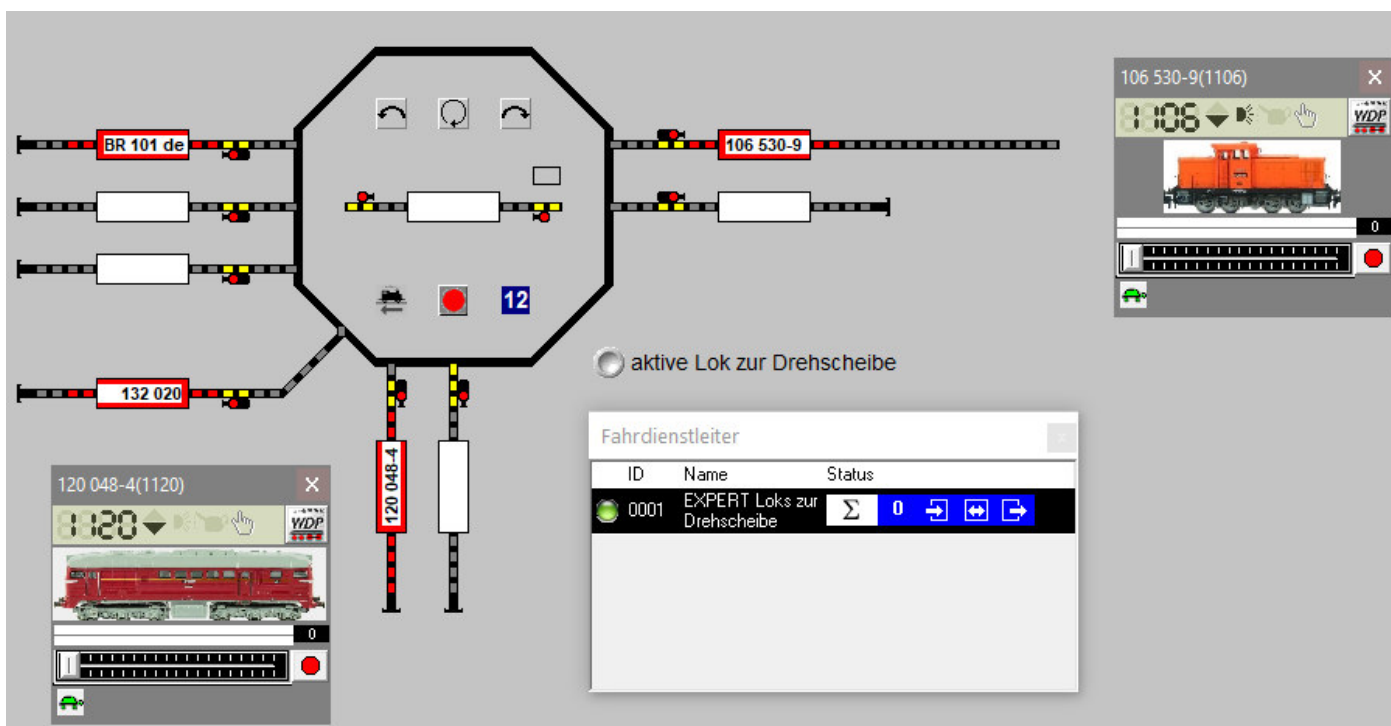 BR 101 de
106 530-9
12
132 020
120 048-4
aktive Lok zur Drehscheibe
106 530-9(1106)
X
1106
WDP
0
120 048-4(1120)
X
1120
WDP
0
Fahrdienstleiter
x
ID Name Status
0001 EXPERT Loks zur Σ 0
Drehscheibe